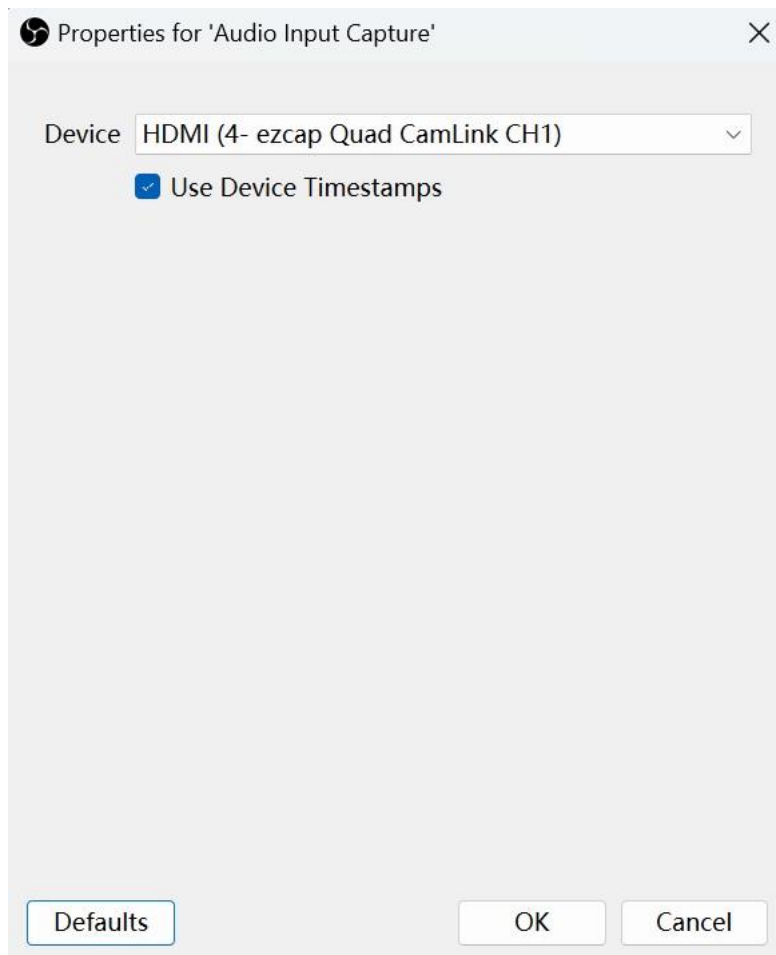 Properties for 'Audio Input Capture'
Device HDMI (4- ezcap Quad CamLink CH1)
Use Device Timestamps
Defaults OK Cancel